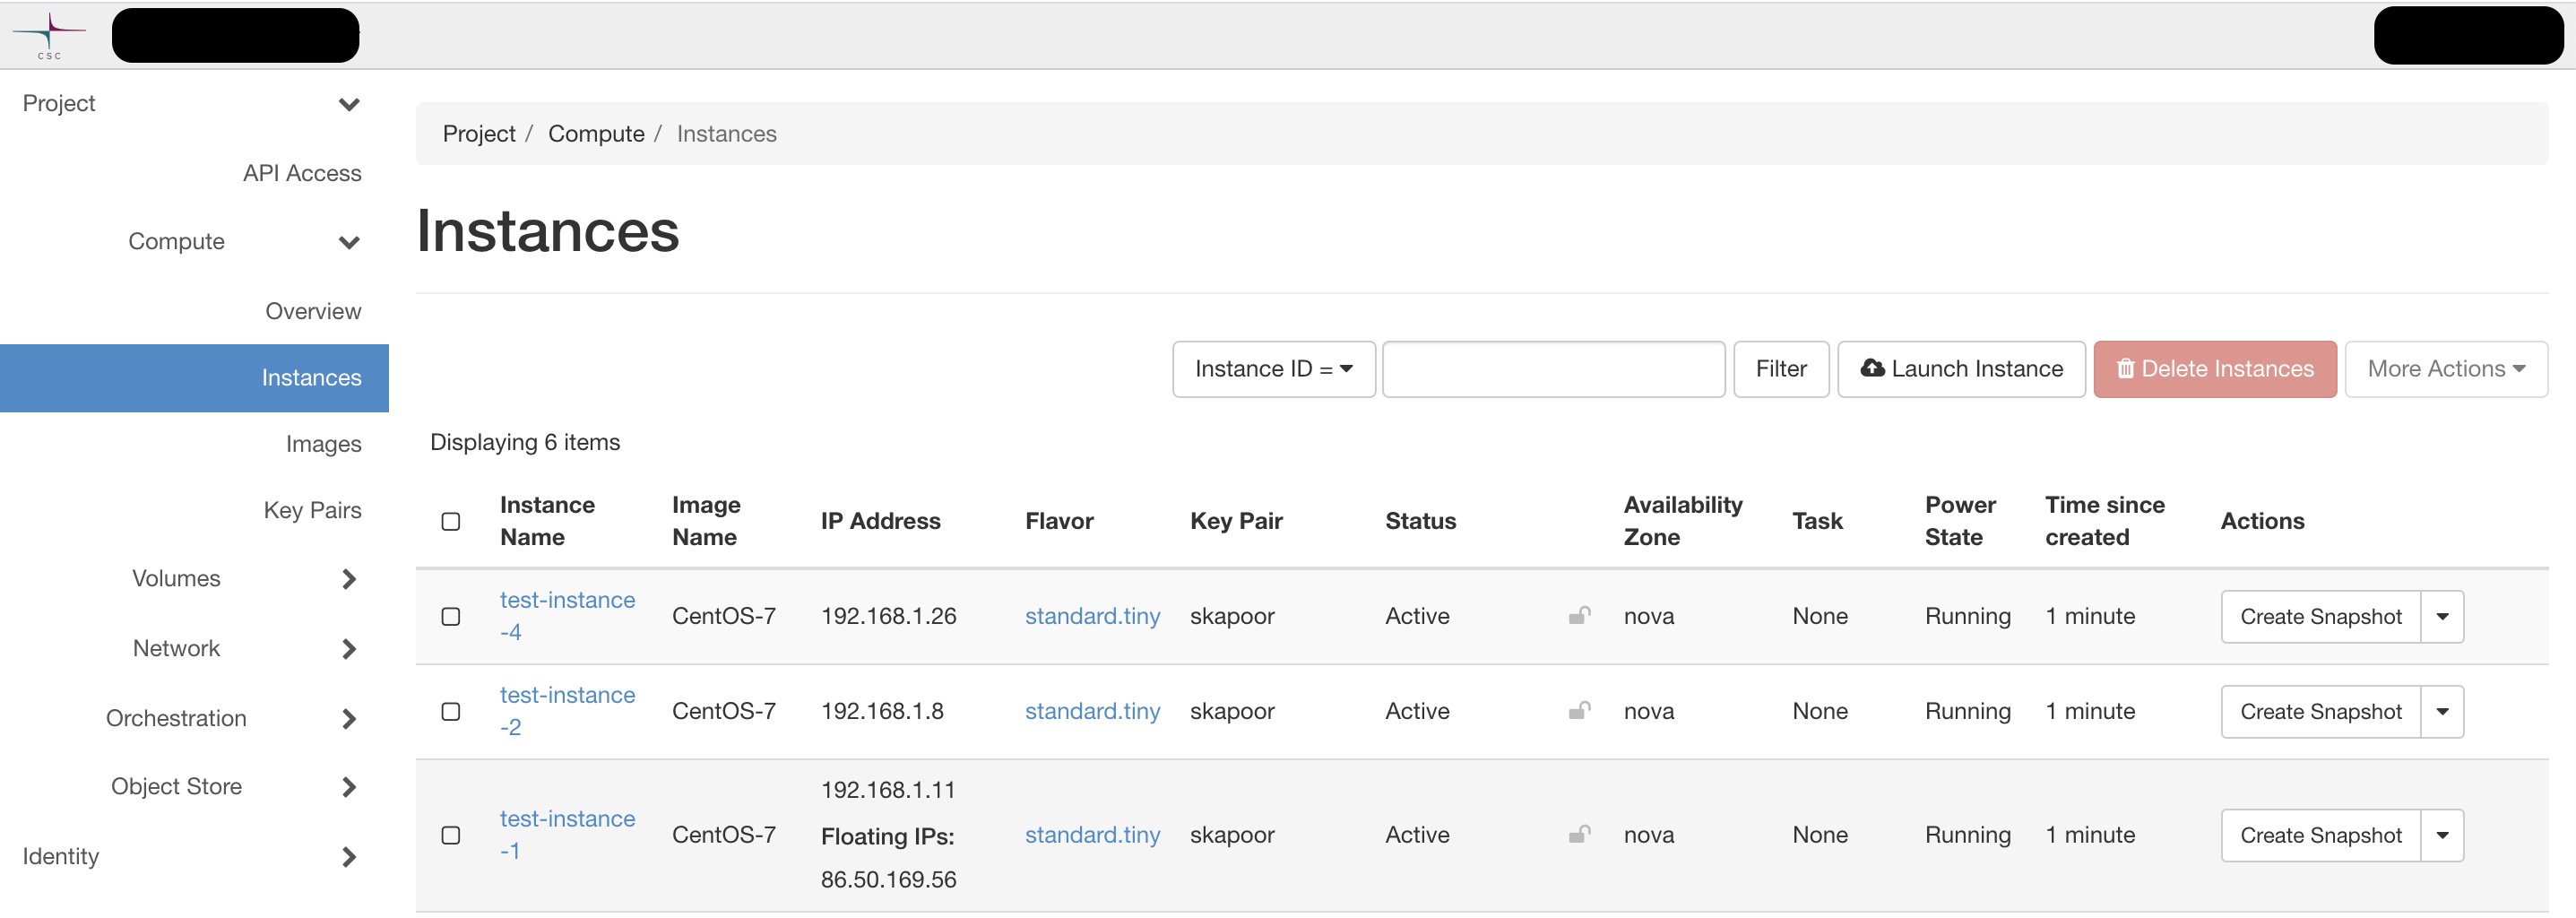 CSC
Project
API Access
Compute
Overview
Instances
Images
Key Pairs
Volumes
Network
Orchestration
Object Store
Identity
Project / Compute / Instances
Instances
Instance ID = Filter Launch Instance Delete Instances More Actions
Displaying 6 items
Instance Name Image Name IP Address Flavor Key Pair Status Availability Zone Task Power State Time since created Actions
test-instance-4 CentOS-7 192.168.1.26 standard.tiny skapoor Active nova None Running 1 minute Create Snapshot
test-instance-2 CentOS-7 192.168.1.8 standard.tiny skapoor Active nova None Running 1 minute Create Snapshot
test-instance-1 CentOS-7 192.168.1.11 Floating IPs: 86.50.169.56 standard.tiny skapoor Active nova None Running 1 minute Create Snapshot